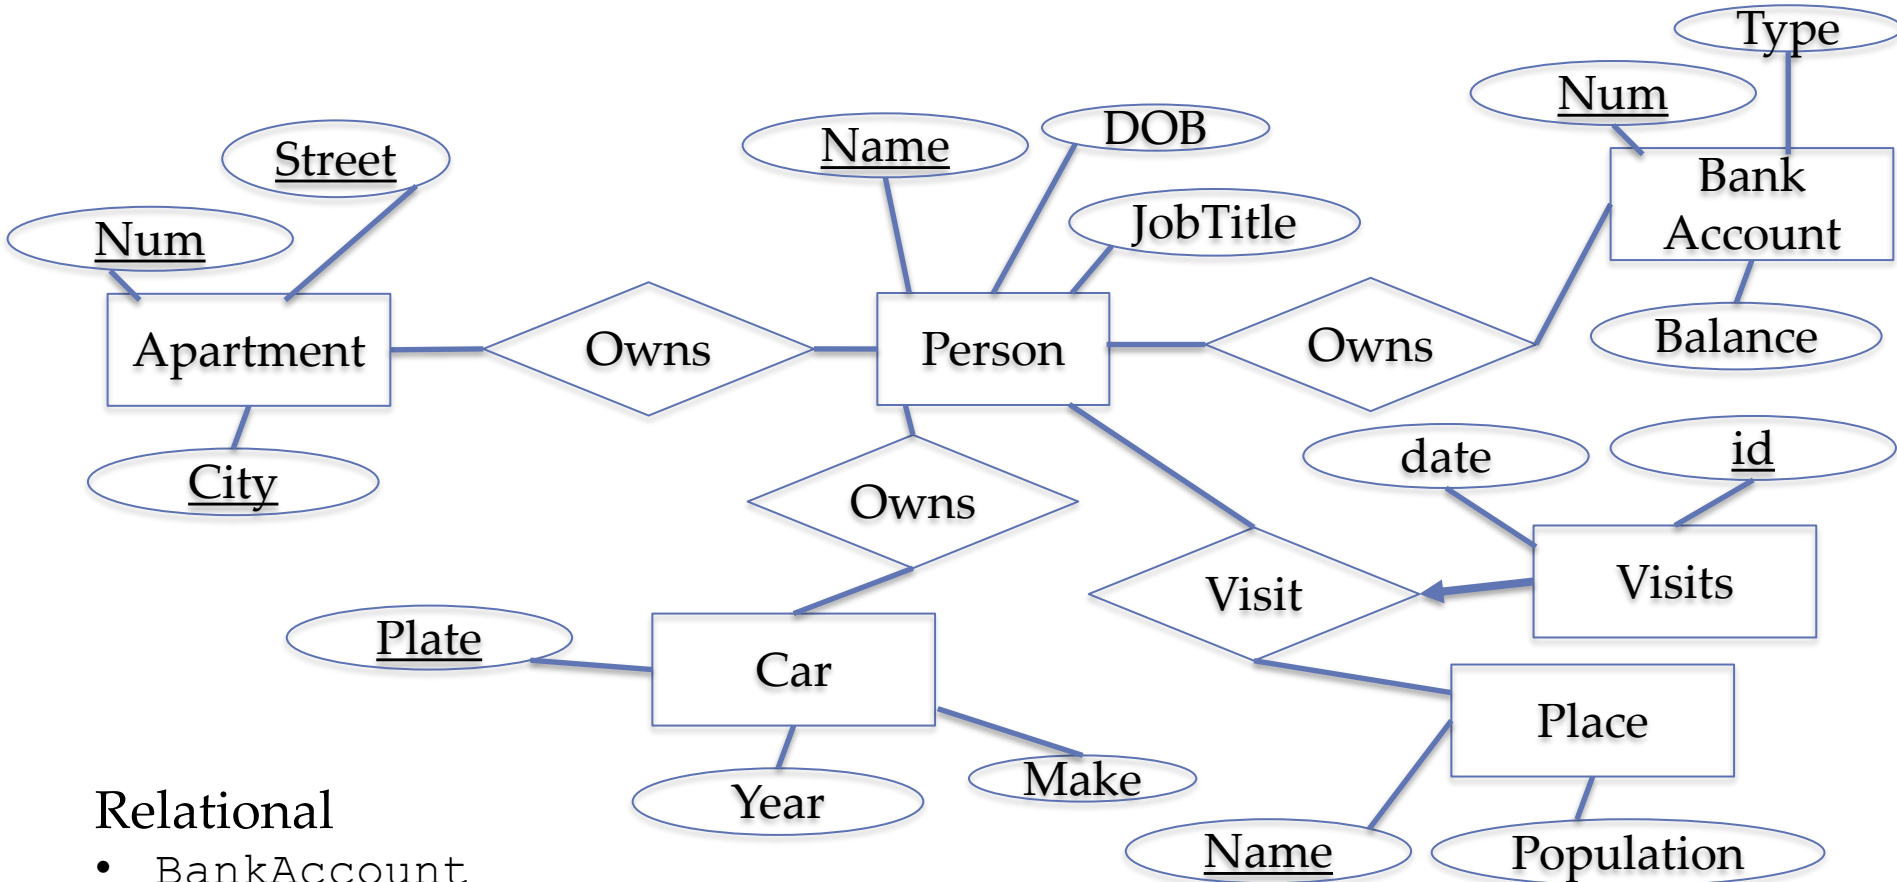 Type
Num
Bank
Account
Balance
Street
Num
Apartment
City
Owns
Name
DOB
JobTitle
Person
Owns
Owns
date
id
Visits
Visit
Plate
Car
Year
Make
Place
Name
Population
Relational
• BankAccount